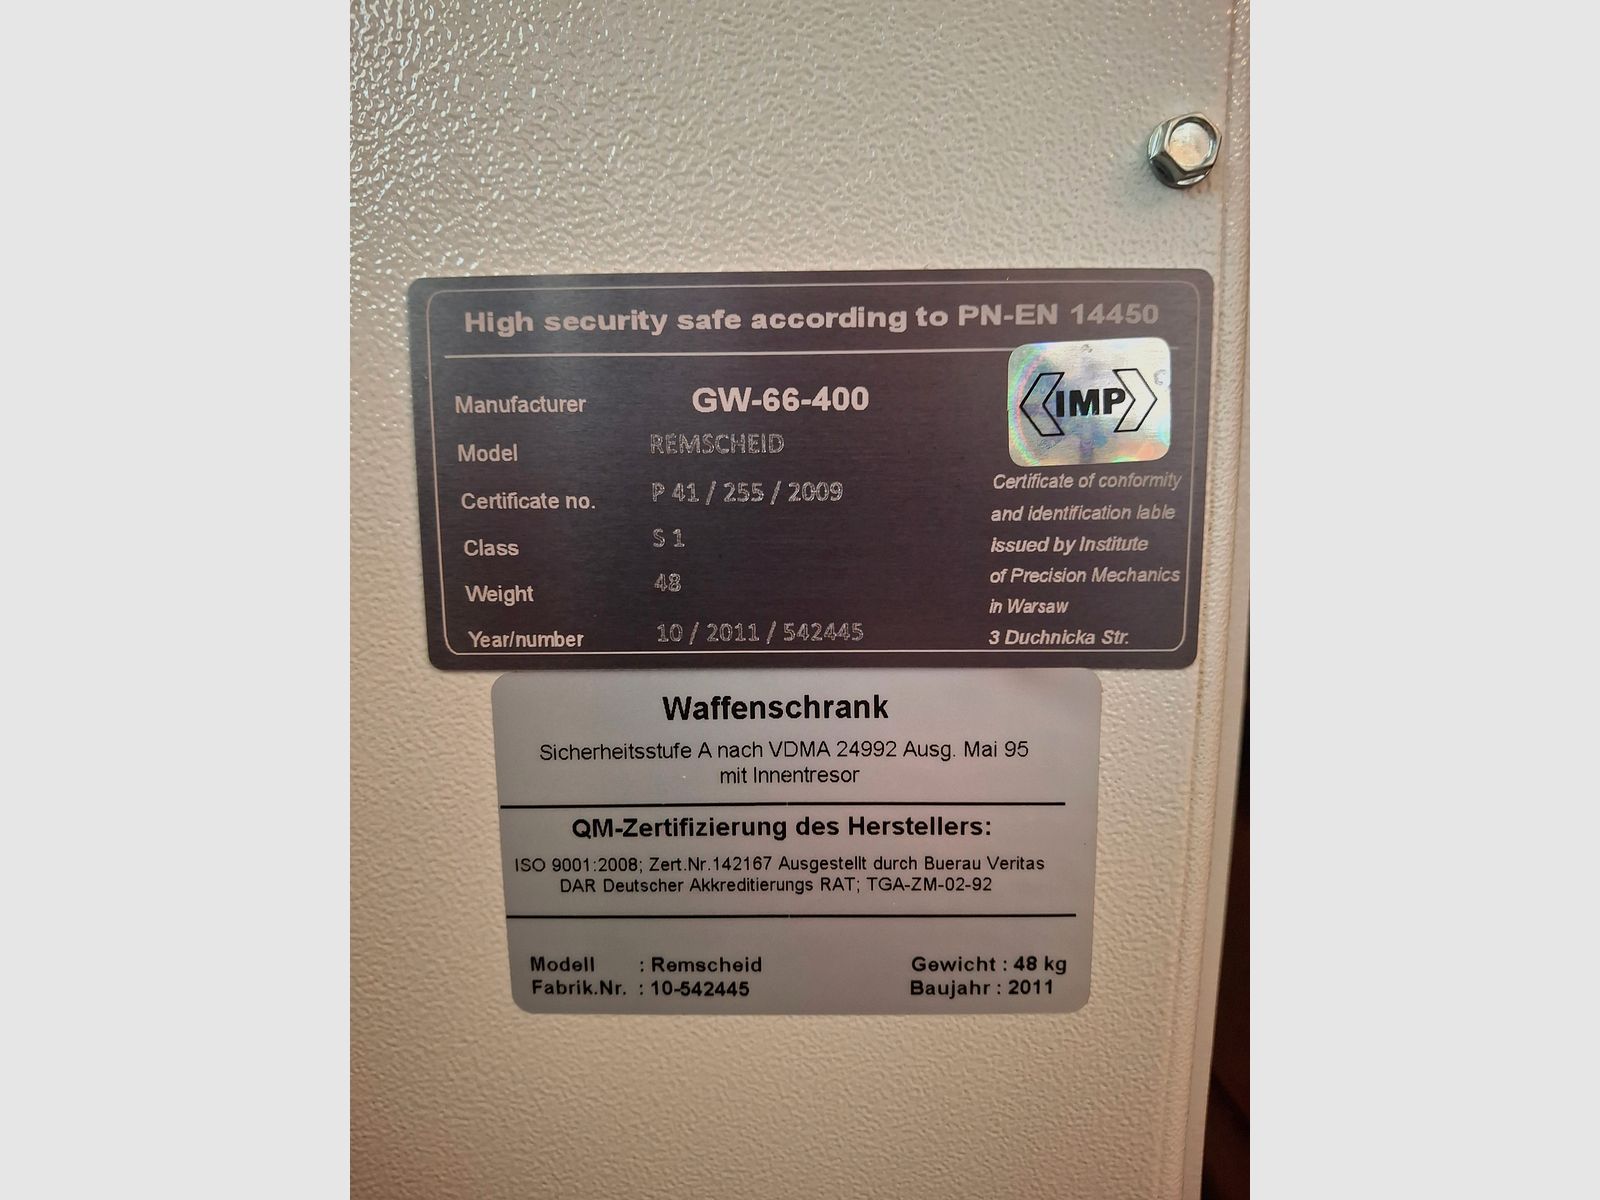 High security safe according to PN-EN 14450
Manufacturer GW-66-400
Model REMSCHEID
Certificate no. P 41 / 255 / 2009
Class S 1
Weight 48
Year/number 10 / 2011 / 542445
IMP
Certificate of conformity
and identification lable
issued by Institute
of Precision Mechanics
in Warsaw
3 Duchnicka Str.
Waffenschrank
Sicherheitsstufe A nach VDMA 24992 Ausg. Mai 95
mit Innentresor
QM-Zertifizierung des Herstellers:
ISO 9001:2008; Zert.Nr.142167 Ausgestellt durch Buerau Veritas
DAR Deutscher Akkreditierungs RAT; TGA-ZM-02-92
Modell : Remscheid Gewicht : 48 kg
Fabrik.Nr. : 10-542445 Baujahr : 2011